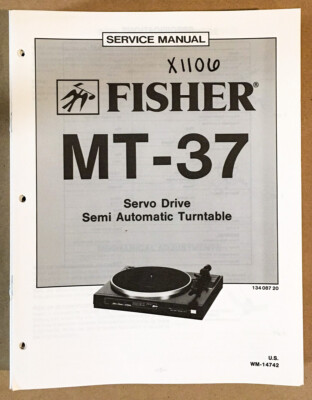 SERVICE MANUAL
X1106
FISHER®
MT-37
Servo Drive
Semi Automatic Turntable
134 087 20
U.S.
WM-14742